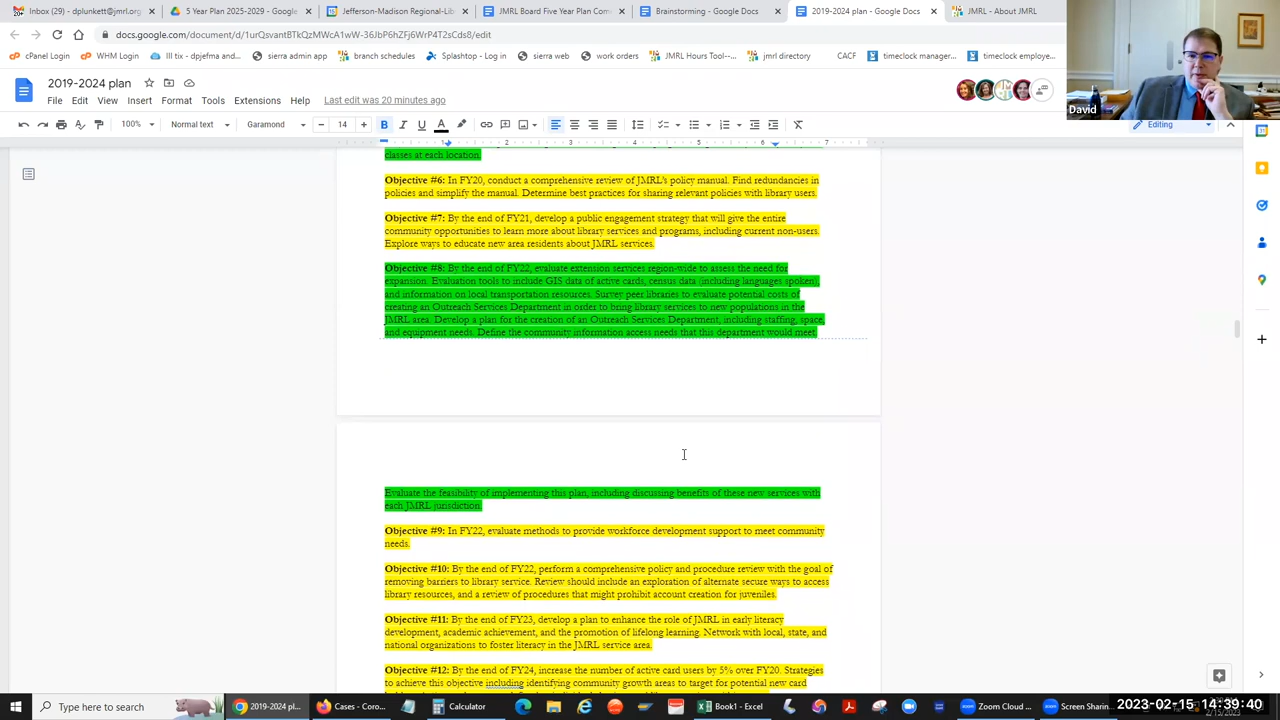 Inbox (29) - dplunkett@jmrl.org
5 Year Plan 2025-2029 - Google
Jefferson-Madison Regional-Lib
JMRL Board Five Year Plan Com
Brainstorming - Google Docs
2019-2024 plan - Google Docs
JMRL - About JMRL
docs.google.com/document/d/1urQsvantBTkQzMWcA1wW-36JbP6hZFj6WrP4T2sCds8/edit
cPanel Login
WHM Login
III tix - dpjefma and...
sierra admin app
branch schedules
Splashtop - Log in
sierra web
work orders
JMRL Hours Tool--...
jmrl directory
CACF
timeclock manager...
timeclock employe...
2019-2024 plan
File Edit View Insert Format Tools Extensions Help Last edit was 20 minutes ago
David
100% Normal text Garamond 14 B I U A Editing
1 2 3 4 5 6 7
classes at each location.
Objective #6: In FY20, conduct a comprehensive review of JMRL's policy manual. Find redundancies in
policies and simplify the manual. Determine best practices for sharing relevant policies with library users.
Objective #7: By the end of FY21, develop a public engagement strategy that will give the entire
community opportunities to learn more about library services and programs, including current non-users.
Explore ways to educate new area residents about JMRL services.
Objective #8: By the end of FY22, evaluate extension services region-wide to assess the need for
expansion. Evaluation tools to include GIS data of active cards, census data (including languages spoken),
and information on local transportation resources. Survey peer libraries to evaluate potential costs of
creating an Outreach Services Department in order to bring library services to new populations in the
JMRL area. Develop a plan for the creation of an Outreach Services Department, including staffing, space,
and equipment needs. Define the community information access needs that this department would meet.
Evaluate the feasibility of implementing this plan, including discussing benefits of these new services with
each JMRL jurisdiction.
Objective #9: In FY22, evaluate methods to provide workforce development support to meet community
needs.
Objective #10: By the end of FY22, perform a comprehensive policy and procedure review with the goal of
removing barriers to library service. Review should include an exploration of alternate secure ways to access
library resources, and a review of procedures that might prohibit account creation for juveniles.
Objective #11: By the end of FY23, develop a plan to enhance the role of JMRL in early literacy
development, academic achievement, and the promotion of lifelong learning. Network with local, state, and
national organizations to foster literacy in the JMRL service area.
Objective #12: By the end of FY24, increase the number of active card users by 5% over FY20. Strategies
to achieve this objective including identifying community growth areas to target for potential new card
Type here to search
2019-2024 pl...
Cases - Coro...
Calculator
Book1 - Excel
Zoom Cloud ...
Screen Sharin...
2023-02-15 14:39:40